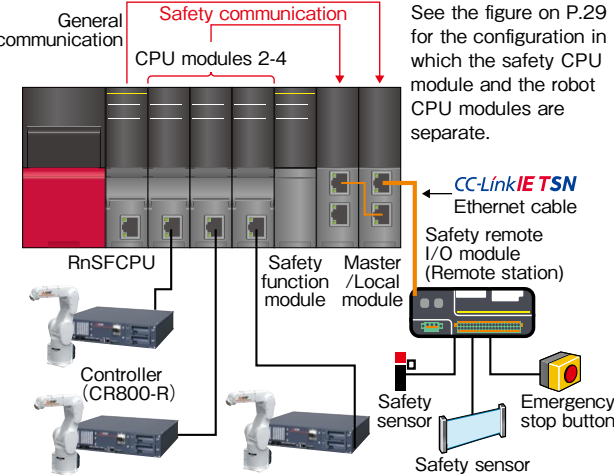 General
communication
Safety communication
CPU modules 2-4
See the figure on P.29
for the configuration in
which the safety CPU
module and the robot
CPU modules are
separate.
CC-Link IE TSN
Ethernet cable
RnSFCPU
Safety
function
module
Master
/Local
module
Safety remote
I/O module
(Remote station)
Controller
(CR800-R)
Safety
sensor
Emergency
stop button
Safety sensor